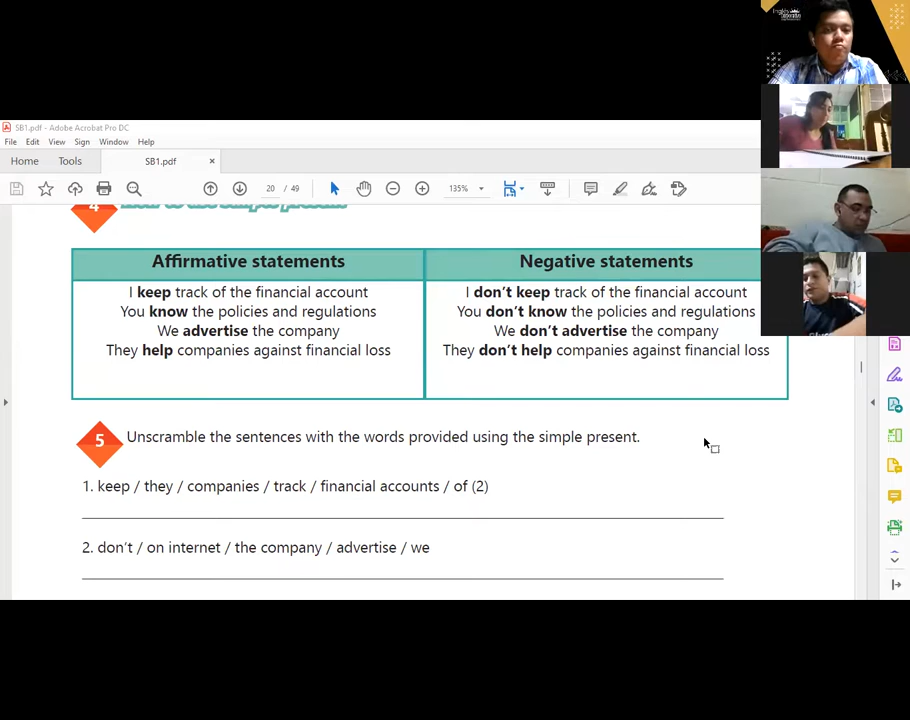 SB1.pdf - Adobe Acrobat Pro DC
File Edit View Sign Window Help
Home Tools SB1.pdf ×
20 / 49 135%
4
Affirmative statements
I keep track of the financial account
You know the policies and regulations
We advertise the company
They help companies against financial loss
Negative statements
I don't keep track of the financial account
You don't know the policies and regulations
We don't advertise the company
They don't help companies against financial loss
5 Unscramble the sentences with the words provided using the simple present.
1. keep / they / companies / track / financial accounts / of (2)
2. don't / on internet / the company / advertise / we